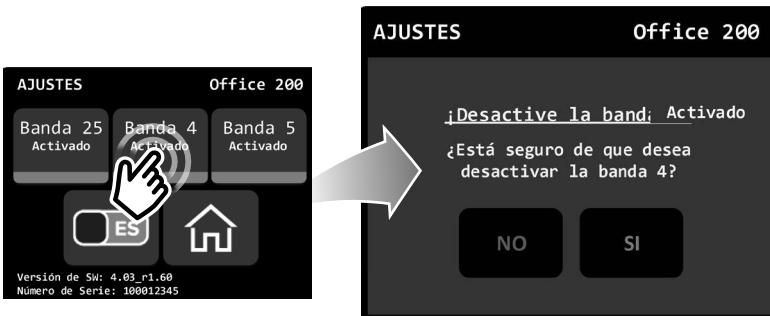 AJUSTES Office 200
Banda 25 Banda 4 Banda 5
Activado Activado Activado
ES
Versión de SW: 4.03_r1.60
Número de Serie: 100012345
AJUSTES Office 200
¡Desactive la band Activado
¿Está seguro de que desea
desactivar la banda 4?
NO SI